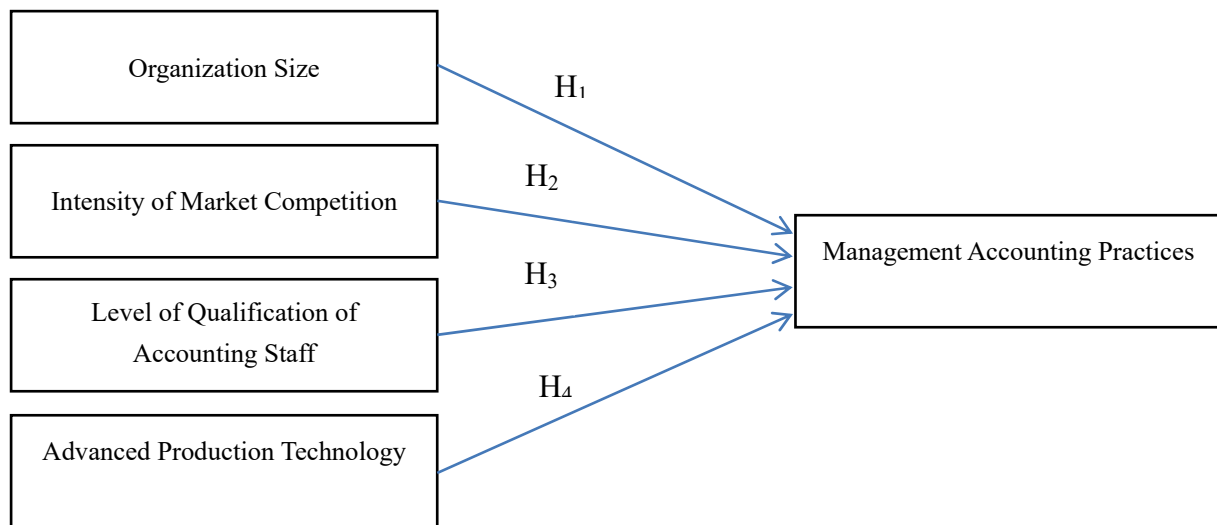 Organization Size
H₁
Intensity of Market Competition
H₂
Management Accounting Practices
H₃
Level of Qualification of
Accounting Staff
H₄
Advanced Production Technology